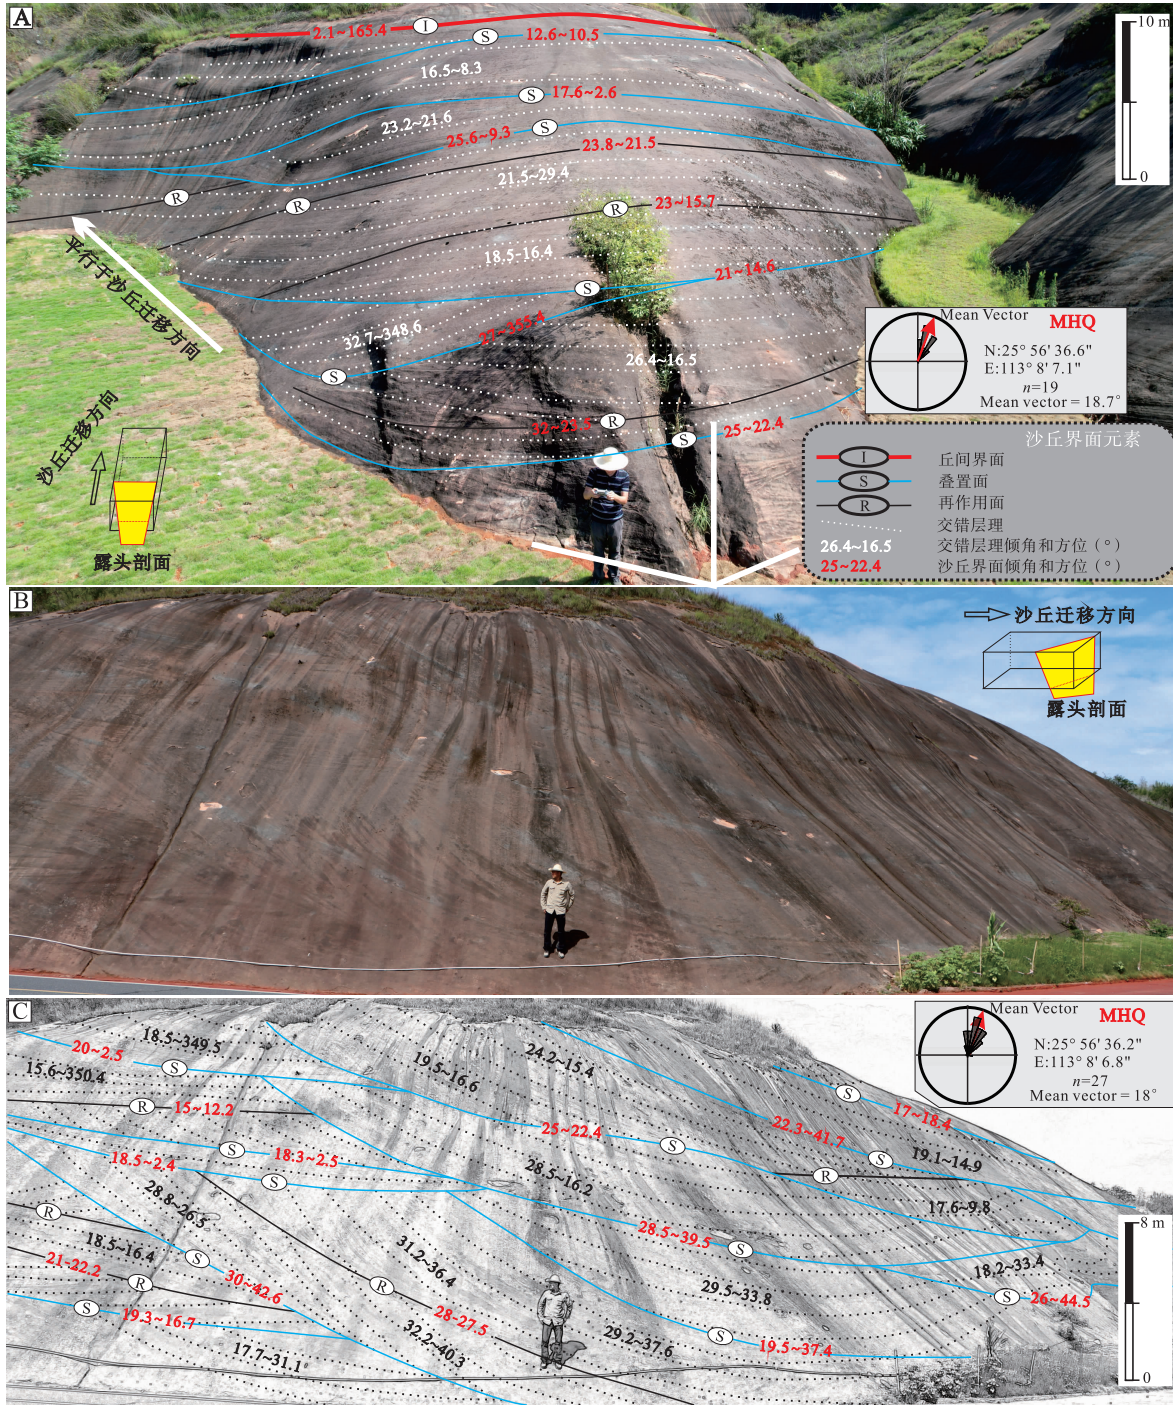 A
2.1~165.4
I
S
12.6~10.5
16.5~8.3
S
17.6~2.6
23.2~21.6
25.6~9.3
S
23.8~21.5
21.5~29.4
R
R
R
23~15.7
平行于沙丘迁移方向
18.5~16.4
21~14.6
S
32.7~348.6
27~355.4
26.4~16.5
S
32~23.5
R
S
25~22.4
10 m
0
Mean Vector
MHQ
N:25° 56' 36.6"
E:113° 8' 7.1"
n=19
Mean vector = 18.7°
沙丘迁移方向
露头剖面
沙丘界面元素
I
丘间界面
S
叠置面
R
再作用面
交错层理
26.4~16.5
交错层理倾角和方位（°）
25~22.4
沙丘界面倾角和方位（°）
B
沙丘迁移方向
露头剖面
C
Mean Vector
MHQ
N:25° 56' 36.2"
E:113° 8' 6.8"
n=27
Mean vector = 18°
20~2.5
18.5~349.5
S
15.6~350.4
R
15~12.2
19.5~16.6
24.2~15.4
S
17~18.4
25~22.4
S
22.3~41.7
S
19.1~14.9
S
18.3~2.5
18.5~2.4
S
28.5~16.2
R
17.6~9.8
28.8~26.5
R
28.5~39.5
S
18.5~16.4
S
18.2~33.4
21~22.2
R
30~42.6
31.2~36.4
R
29.5~33.8
S
26~44.5
S
19.3~16.7
28~27.5
S
19.5~37.4
29.2~37.6
32.2~40.3
17.7~31.1°
8 m
0